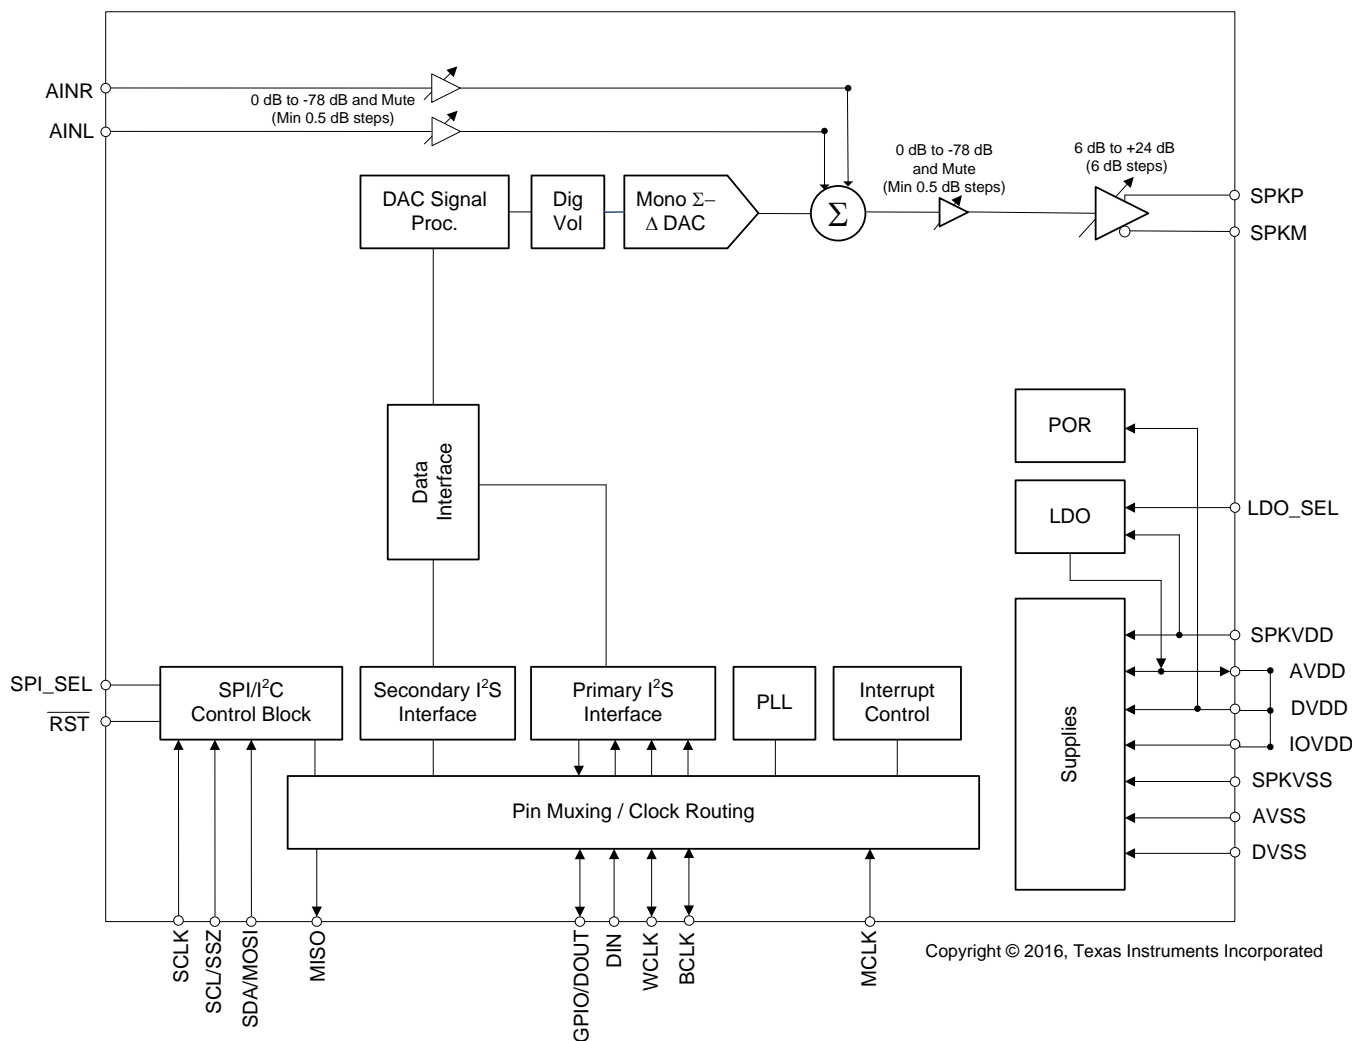 AINR
0 dB to -78 dB and Mute
(Min 0.5 dB steps)
AINL
0 dB to -78 dB
and Mute
(Min 0.5 dB steps)
6 dB to +24 dB
(6 dB steps)
DAC Signal
Proc.
Dig
Vol
Mono Σ–
Δ DAC
Σ
SPKP
SPKM
Data
Interface
POR
LDO
LDO_SEL
Supplies
SPKVDD
AVDD
DVDD
IOVDD
SPKVSS
AVSS
DVSS
SPI_SEL
RST
SPI/I²C
Control Block
Secondary I²S
Interface
Primary I²S
Interface
PLL
Interrupt
Control
Pin Muxing / Clock Routing
SCLK
SCL/SSZ
SDA/MOSI
MISO
GPIO/DOUT
DIN
WCLK
BCLK
MCLK
Copyright © 2016, Texas Instruments Incorporated